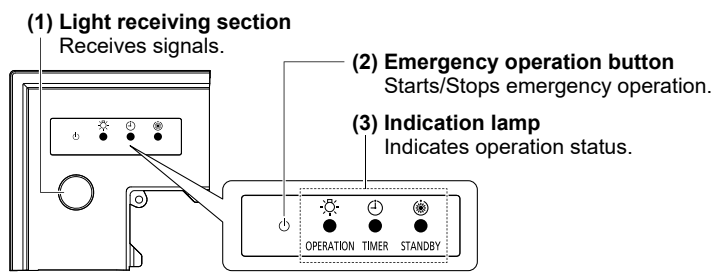 (1) Light receiving section
Receives signals.
(2) Emergency operation button
Starts/Stops emergency operation.
(3) Indication lamp
Indicates operation status.
(1)
OPERATION TIMER STANDBY